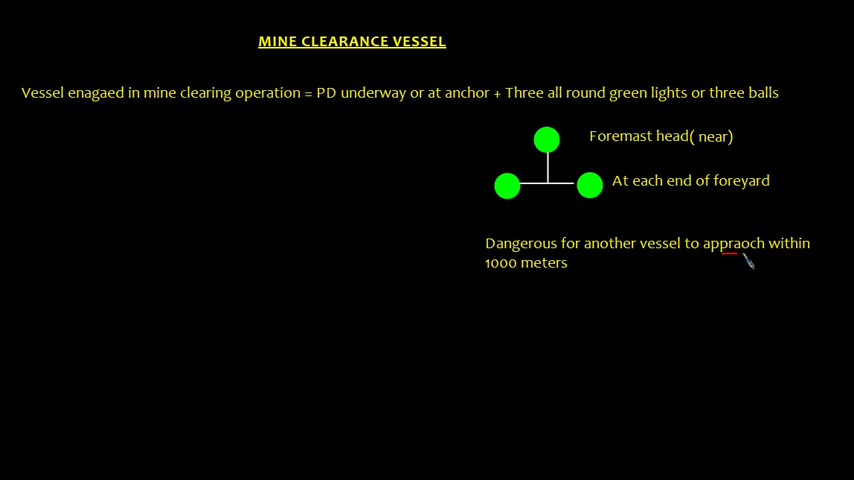 MINE CLEARANCE VESSEL
Vessel enagaed in mine clearing operation = PD underway or at anchor + Three all round green lights or three balls
Foremast head( near)
At each end of foreyard
Dangerous for another vessel to appraoch within
1000 meters